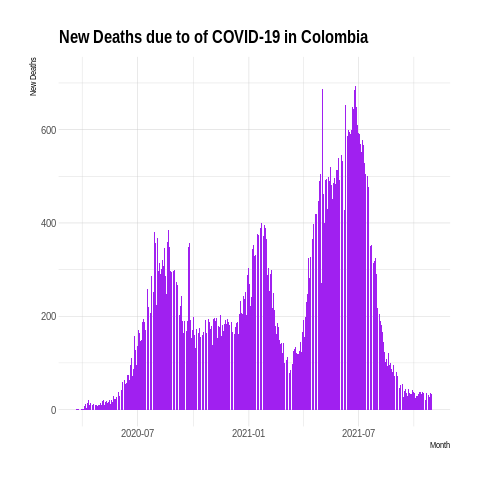 New Deaths due to of COVID-19 in Colombia
New Deaths
600
400
200
0
2020-07
2021-01
2021-07
Month